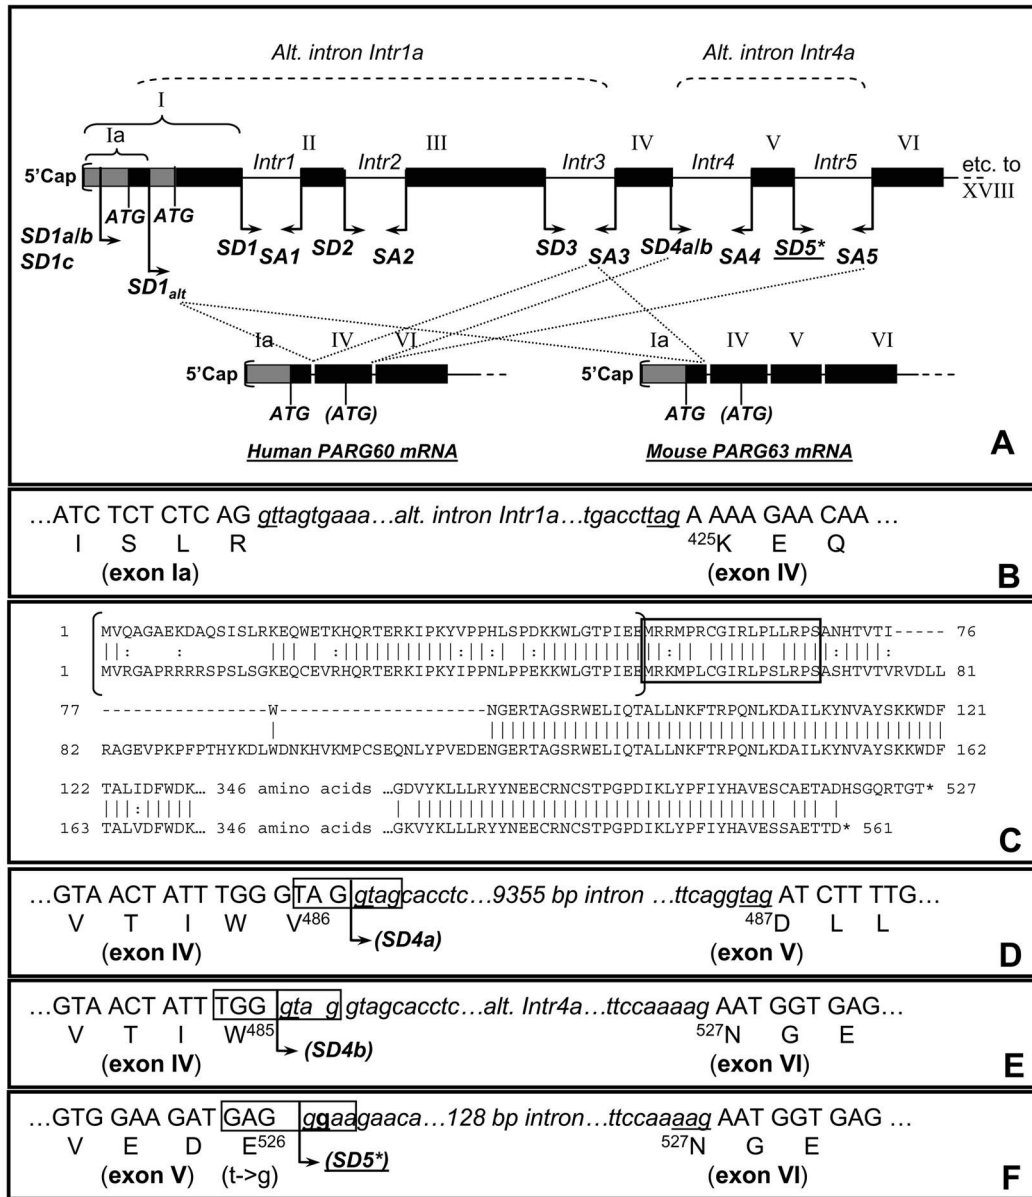 Alt. intron Intr1a Alt. intron Intr4a
I
Ia II III IV V VI
Intr1 Intr2 Intr3 Intr4 Intr5
5'Cap etc. to
XVIII
ATG ATG
SD1a/b SD1 SA1 SD2 SA2 SD3 SA3 SD4a/b SA4 SD5* SA5
SD1c
SD1alt
Ia IV VI Ia IV V VI
5'Cap 5'Cap
ATG (ATG) ATG (ATG)
Human PARG60 mRNA Mouse PARG63 mRNA
A
…ATC TCT CTC AG gttagtgaaa…alt. intron Intr1a…tgaccttag A AAA GAA CAA …
I S L R 425K E Q
(exon Ia) (exon IV)
B
1 MVQAGAEKDAQSISLRKEQWETKHQRTERKIPKYVPPHLSPDKKWLGTPIEEMRRMPRCGIRLPLLRPSANHTVTI----- 76
1 MVRGAPRRRRSPSLSGKEQCEVRHQRTERKIPKYIPPNLPPEKKWLGTPIEEMRKMPLCGIRLPSLRPSASHTVTVRVDLL 81
77 ---------------W------------------NGERTAGSRWELIQTALLNKFTRPQNLKDAILKYNVAYSKKWDF 121
82 RAGEVPKPFPTHYKDLWDNKHVKMPCSEQNLYPVEDENGERTAGSRWELIQTALLNKFTRPQNLKDAILKYNVAYSKKWDF 162
122 TALIDFWDK… 346 amino acids …GDVYKLLLRYYNEECRNCSTPGPDIKLYPFIYHAVESCAETADHSGQRTGT* 527
163 TALVDFWDK… 346 amino acids …GKVYKLLLRYYNEECRNCSTPGPDIKLYPFIYHAVESSAETTD* 561
C
…GTA ACT ATT TGG GTAG gtagcacctc…9355 bp intron …ttcaggtag AT CTT TTG…
V T I W V486 487D L L
(exon IV) (SD4a) (exon V)
D
…GTA ACT ATT TGG gta g gtagcacctc…alt. Intr4a…ttccaaaag AAT GGT GAG…
V T I W485 527N G E
(exon IV) (SD4b) (exon VI)
E
…GTG GAA GAT GAG ggaagaaca…128 bp intron…ttccaaaag AAT GGT GAG …
V E D E526 527N G E
(exon V) (t->g) (SD5*) (exon VI)
F